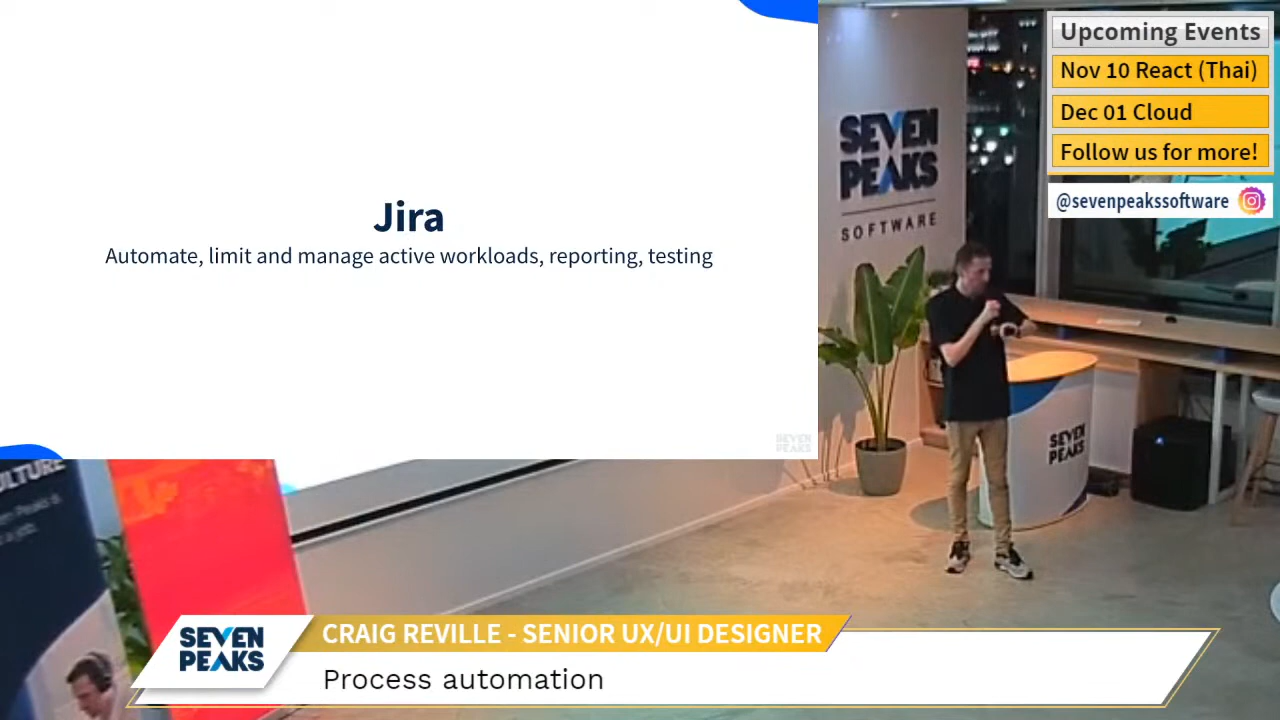 Jira
Automate, limit and manage active workloads, reporting, testing
SEVEN
PEAKS
Upcoming Events
Nov 10 React (Thai)
Dec 01 Cloud
Follow us for more!
@sevenpeakssoftware
SEVEN
PEAKS
SOFTWARE
SEVEN
PEAKS
SEVEN
PEAKS
CRAIG REVILLE - SENIOR UX/UI DESIGNER
Process automation